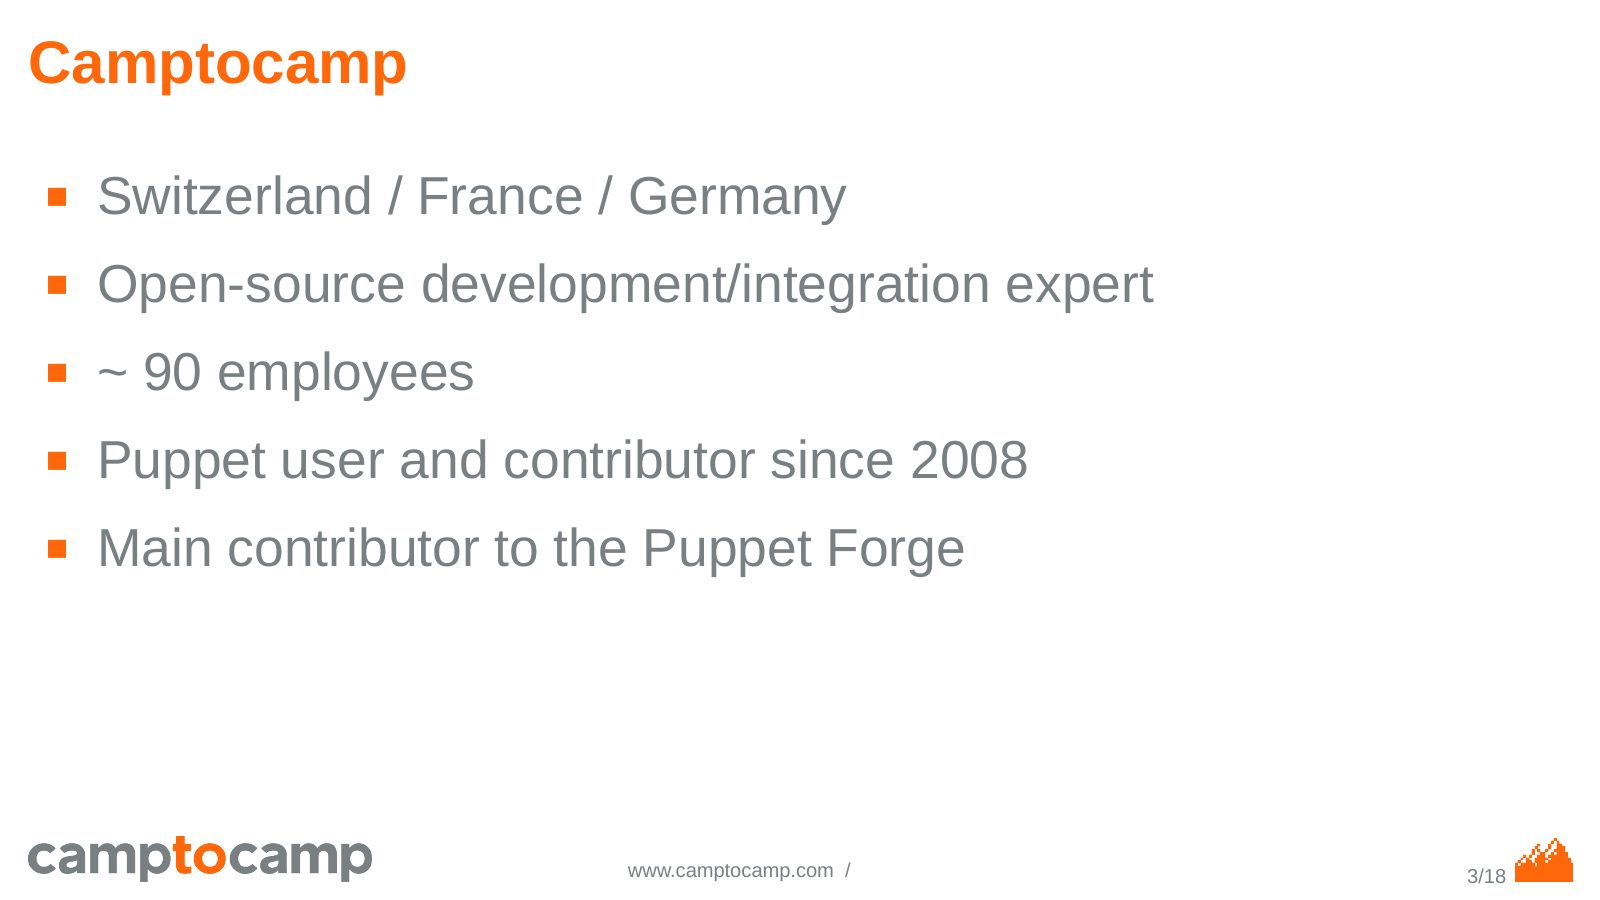 Camptocamp
Switzerland / France / Germany
Open-source development/integration expert
~ 90 employees
Puppet user and contributor since 2008
Main contributor to the Puppet Forge
camptocamp
www.camptocamp.com /
3/18